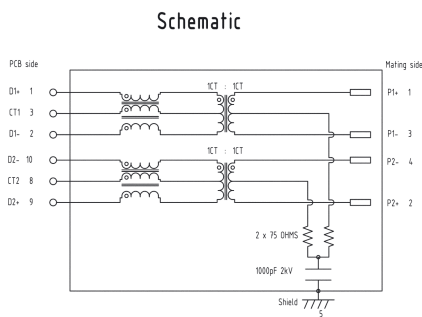 Schematic
PCB side
Mating side
D1+ 1
1CT : 1CT
P1+ 1
CT1 3
D1- 2
P1- 3
D2- 10
1CT : 1CT
P2- 4
CT2 8
D2+ 9
P2+ 2
2 x 75 OHMS
1000pF 2kV
Shield
S